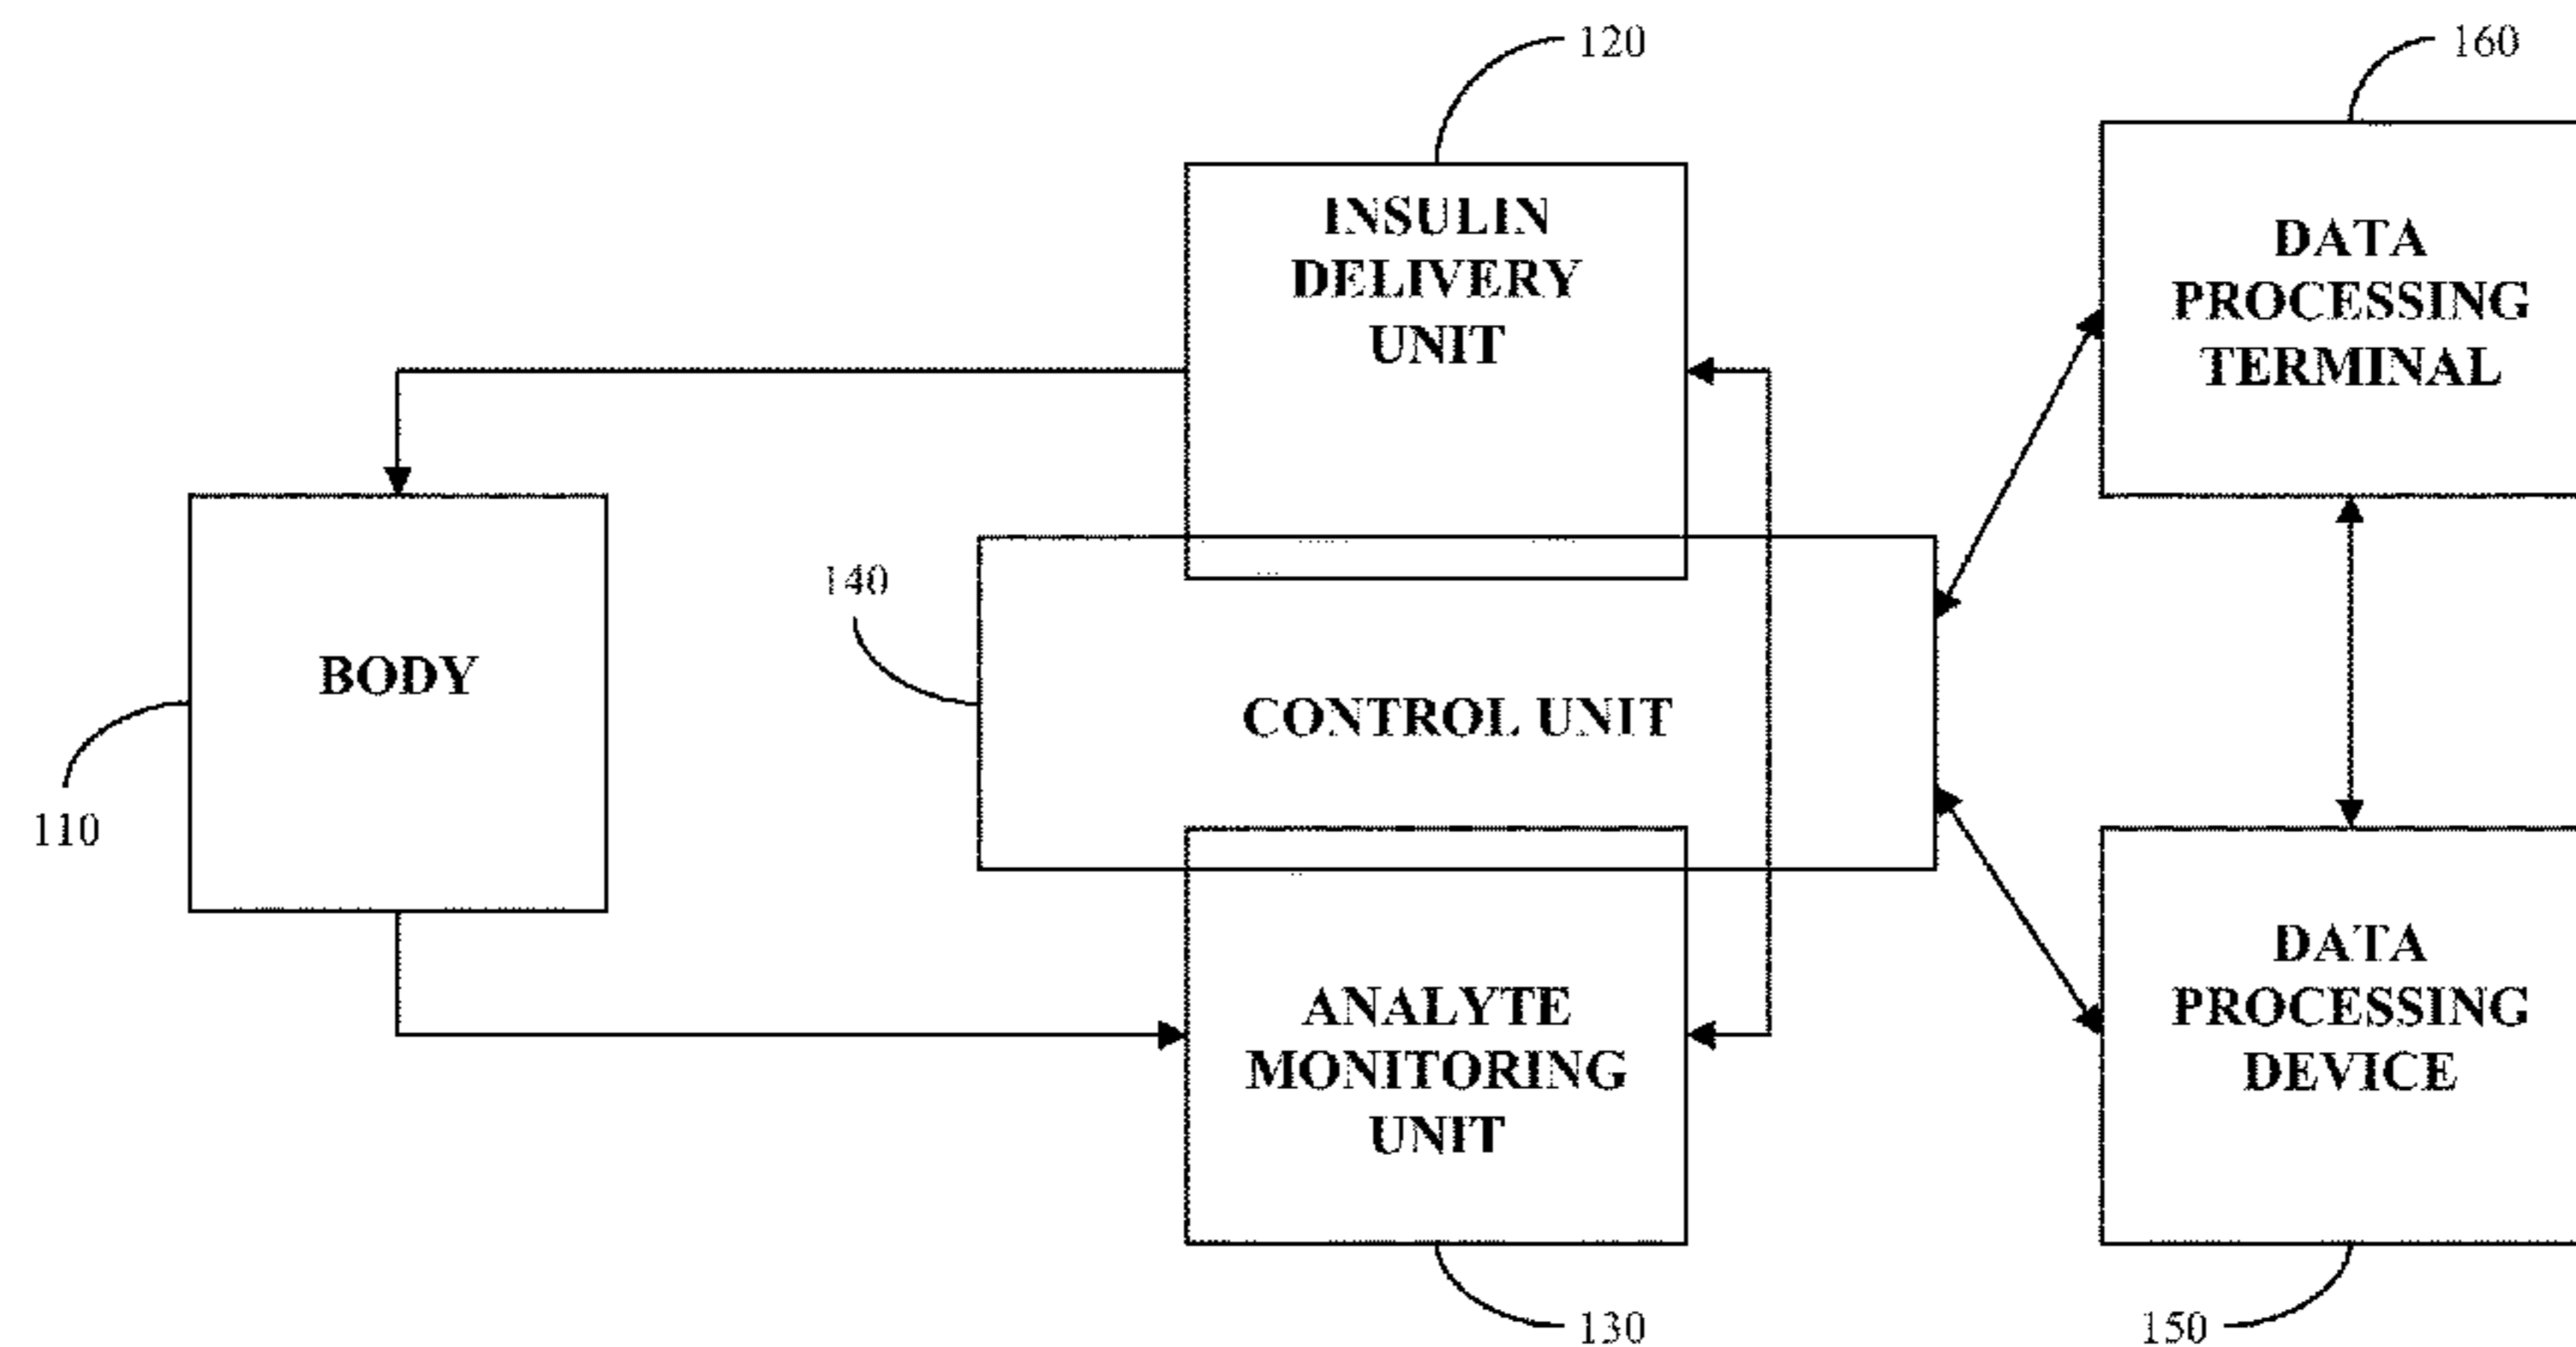 120
160
INSULIN
DELIVERY
UNIT
DATA
PROCESSING
TERMINAL
140
BODY
CONTROL UNIT
110
ANALYTE
MONITORING
UNIT
DATA
PROCESSING
DEVICE
130
150